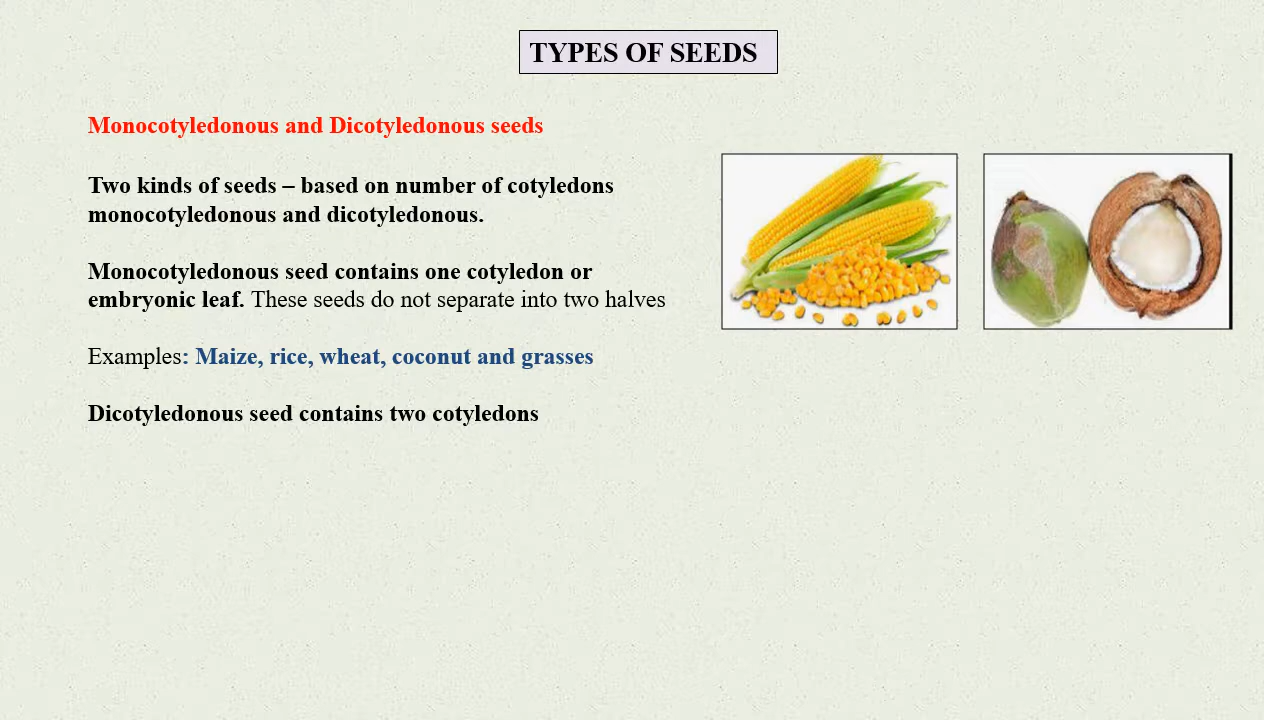 TYPES OF SEEDS
Monocotyledonous and Dicotyledonous seeds
Two kinds of seeds – based on number of cotyledons
monocotyledonous and dicotyledonous.
Monocotyledonous seed contains one cotyledon or
embryonic leaf. These seeds do not separate into two halves
Examples: Maize, rice, wheat, coconut and grasses
Dicotyledonous seed contains two cotyledons